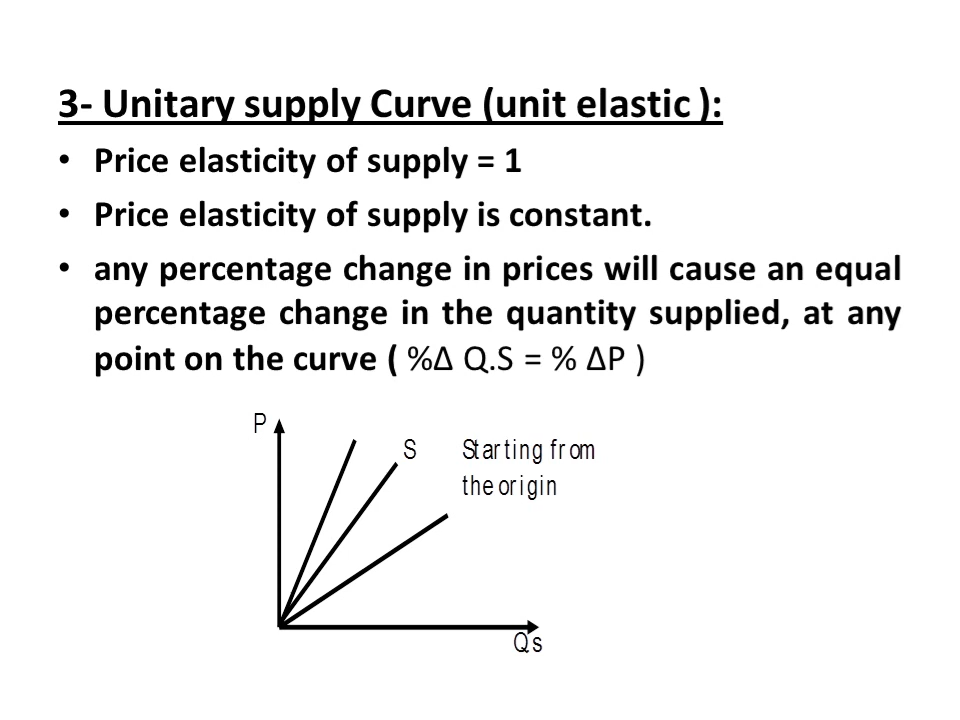 3- Unitary supply Curve (unit elastic ):
• Price elasticity of supply = 1
• Price elasticity of supply is constant.
• any percentage change in prices will cause an equal
percentage change in the quantity supplied, at any
point on the curve ( %Δ Q.S = % ΔP )
P
S Starting from
the origin
Qs